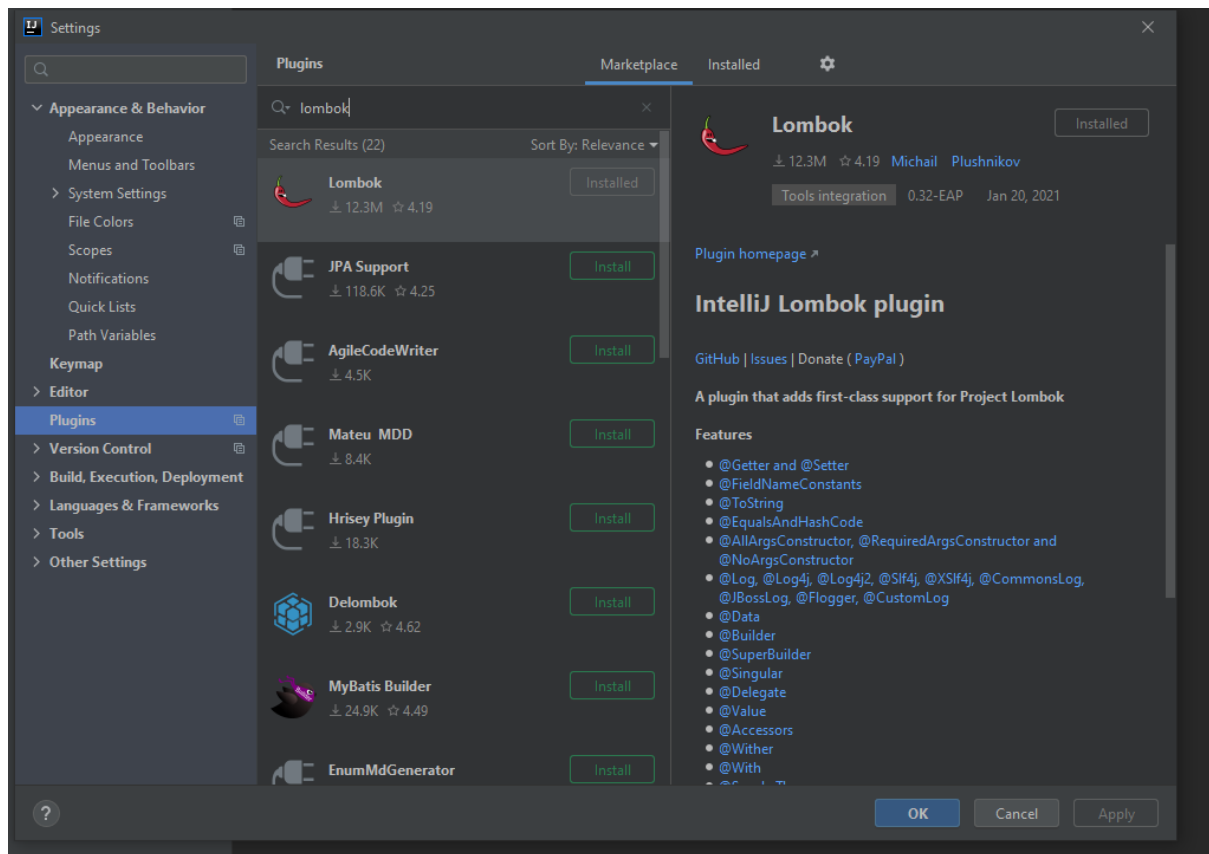 Settings
Plugins
Marketplace
Installed
Appearance & Behavior
Appearance
Menus and Toolbars
System Settings
File Colors
Scopes
Notifications
Quick Lists
Path Variables
Keymap
Editor
Plugins
Version Control
Build, Execution, Deployment
Languages & Frameworks
Tools
Other Settings
lombok
Search Results (22)
Sort By: Relevance
Lombok
Installed
12.3M 4.19
JPA Support
Install
118.6K 4.25
AgileCodeWriter
Install
4.5K
Mateu MDD
Install
8.4K
Hrisey Plugin
Install
18.3K
Delombok
Install
2.9K 4.62
MyBatis Builder
Install
24.9K 4.49
EnumMdGenerator
Install
Lombok
Installed
12.3M 4.19 Michail Plushnikov
Tools integration 0.32-EAP Jan 20, 2021
Plugin homepage
IntelliJ Lombok plugin
GitHub | Issues | Donate ( PayPal )
A plugin that adds first-class support for Project Lombok
Features
@Getter and @Setter
@FieldNameConstants
@ToString
@EqualsAndHashCode
@AllArgsConstructor, @RequiredArgsConstructor and
@NoArgsConstructor
@Log, @Log4j, @Log4j2, @Slf4j, @XSlf4j, @CommonsLog,
@JBossLog, @Flogger, @CustomLog
@Data
@Builder
@SuperBuilder
@Singular
@Delegate
@Value
@Accessors
@Wither
@With
?
OK
Cancel
Apply